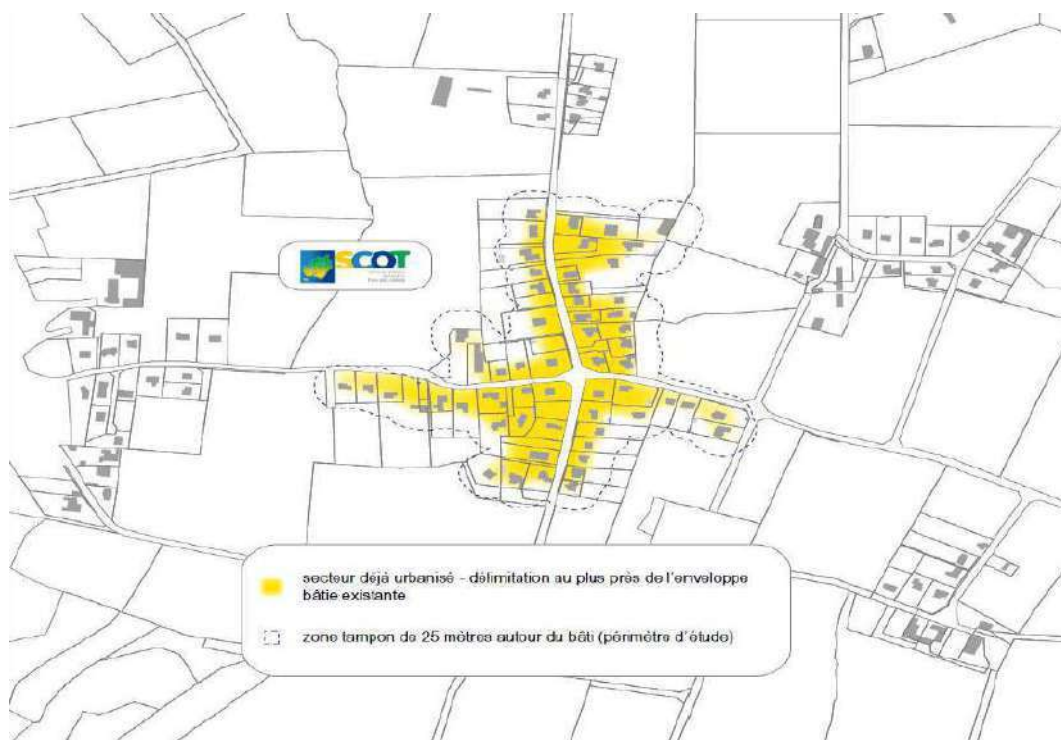 SCOT
secteur déjà urbanisé - délimitation au plus près de l'enveloppe
bâtie existante
zone tampon de 25 mètres autour du bâti (périmètre d'étude)